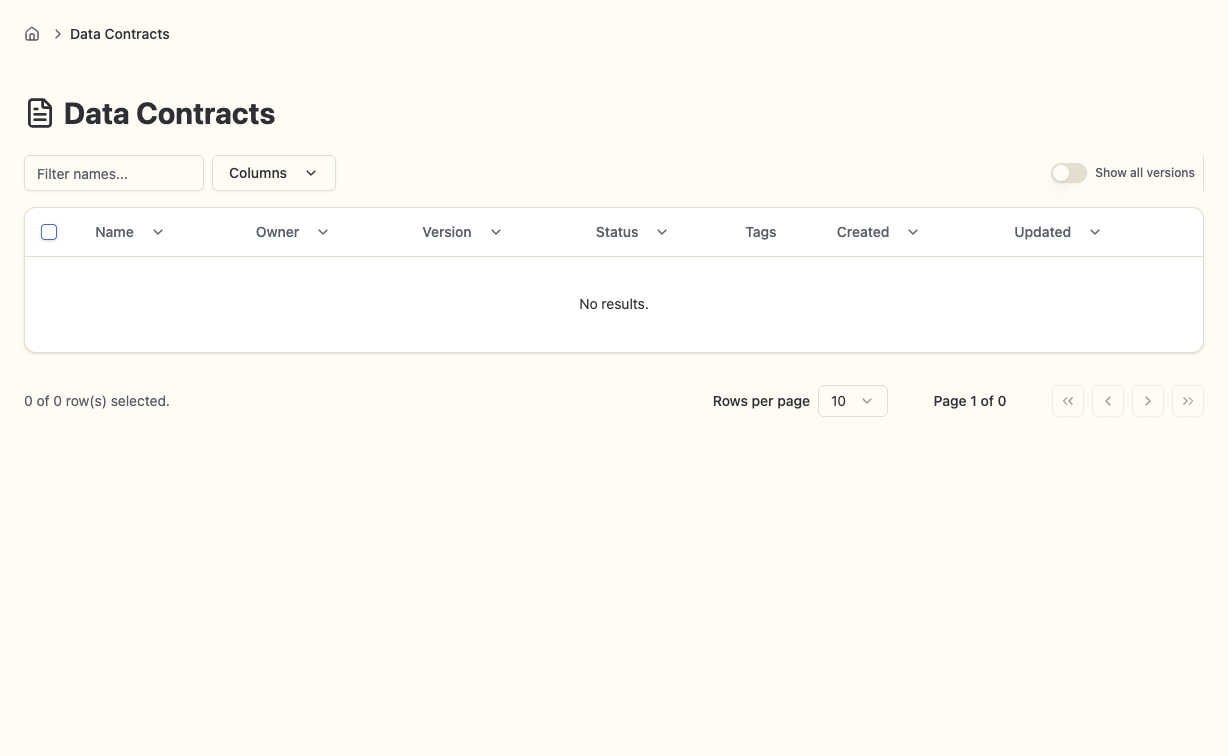 Data Contracts
Data Contracts
Filter names... Columns Show all versions
Name Owner Version Status Tags Created Updated
No results.
0 of 0 row(s) selected. Rows per page 10 Page 1 of 0